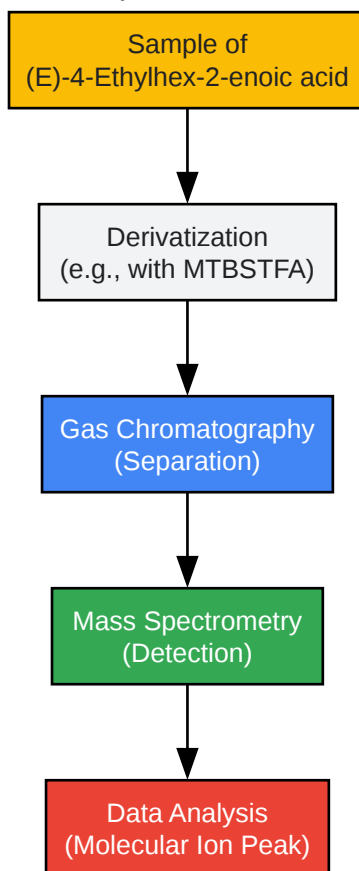 Sample of
(E)-4-Ethylhex-2-enoic acid
Derivatization
(e.g., with MTBSTFA)
Gas Chromatography
(Separation)
Mass Spectrometry
(Detection)
Data Analysis
(Molecular Ion Peak)